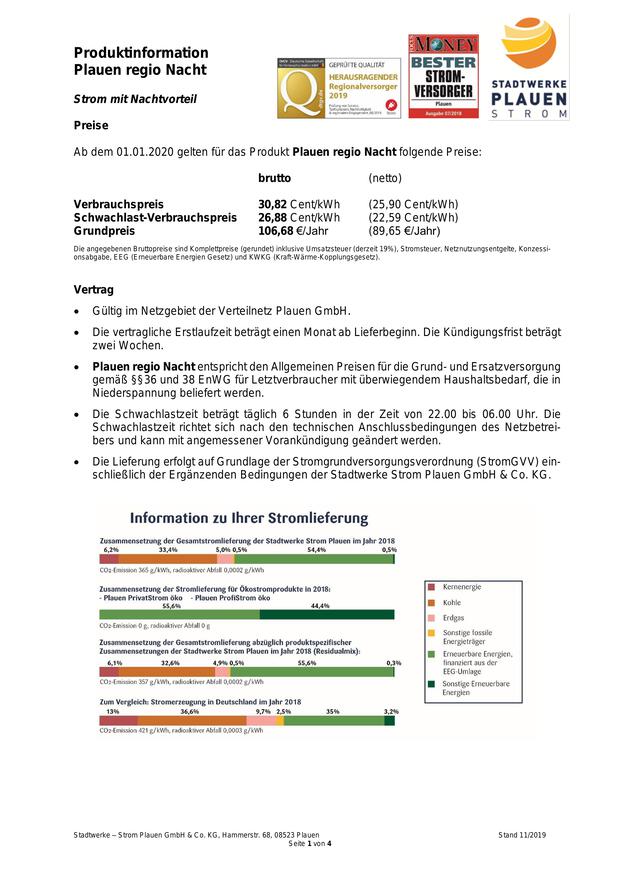 Produktinformation
Plauen regio Nacht
Strom mit Nachtvorteil
GEPRÜFTE QUALITÄT
HERAUSRAGENDER
Regionalversorger
2019
MONEY
BESTER
STROM-
VERSORGER
Plauen
Ausgabe 07/2018
STADTWERKE
PLAUEN
STROM
Preise
Ab dem 01.01.2020 gelten für das Produkt Plauen regio Nacht folgende Preise:
brutto (netto)
Verbrauchspreis 30,82 Cent/kWh (25,90 Cent/kWh)
Schwachlast-Verbrauchspreis 26,88 Cent/kWh (22,59 Cent/kWh)
Grundpreis 106,68 €/Jahr (89,65 €/Jahr)
Die angegebenen Bruttopreise sind Komplettpreise (gerundet) inklusive Umsatzsteuer (derzeit 19%), Stromsteuer, Netznutzungsentgelte, Konzessi-
onsabgabe, EEG (Erneuerbare Energien Gesetz) und KWKG (Kraft-Wärme-Kopplungsgesetz).
Vertrag
• Gültig im Netzgebiet der Verteilnetz Plauen GmbH.
• Die vertragliche Erstlaufzeit beträgt einen Monat ab Lieferbeginn. Die Kündigungsfrist beträgt
zwei Wochen.
• Plauen regio Nacht entspricht den Allgemeinen Preisen für die Grund- und Ersatzversorgung
gemäß §§36 und 38 EnWG für Letztverbraucher mit überwiegendem Haushaltsbedarf, die in
Niederspannung beliefert werden.
• Die Schwachlastzeit beträgt täglich 6 Stunden in der Zeit von 22.00 bis 06.00 Uhr. Die
Schwachlastzeit richtet sich nach den technischen Anschlussbedingungen des Netzbetrei-
bers und kann mit angemessener Vorankündigung geändert werden.
• Die Lieferung erfolgt auf Grundlage der Stromgrundversorgungsverordnung (StromGVV) ein-
schließlich der Ergänzenden Bedingungen der Stadtwerke Strom Plauen GmbH & Co. KG.
Information zu Ihrer Stromlieferung
Zusammensetzung der Gesamtstromlieferung der Stadtwerke Strom Plauen im Jahr 2018
6,2% 33,4% 5,0% 0,5% 54,4% 0,5%
CO₂-Emission 365 g/kWh, radioaktiver Abfall 0,0002 g/kWh
Zusammensetzung der Stromlieferung für Ökostromprodukte in 2018:
- Plauen PrivatStrom öko - Plauen ProfiStrom öko
55,6% 44,4%
CO₂-Emission 0 g, radioaktiver Abfall 0 g
Zusammensetzung der Gesamtstromlieferung abzüglich produktspezifischer
Zusammensetzungen der Stadtwerke Strom Plauen im Jahr 2018 (Residualmix):
6,1% 32,6% 4,9% 0,5% 55,6% 0,3%
CO₂-Emission 357 g/kWh, radioaktiver Abfall 0,0002 g/kWh
Zum Vergleich: Stromerzeugung in Deutschland im Jahr 2018
13% 36,6% 9,7% 2,5% 35% 3,2%
CO₂-Emission 421 g/kWh, radioaktiver Abfall 0,0003 g/kWh
Kernenergie
Kohle
Erdgas
Sonstige fossile
Energieträger
Erneuerbare Energien,
finanziert aus der
EEG-Umlage
Sonstige Erneuerbare
Energien
Stadtwerke – Strom Plauen GmbH & Co. KG, Hammerstr. 68, 08523 Plauen Stand 11/2019
Seite 1 von 4